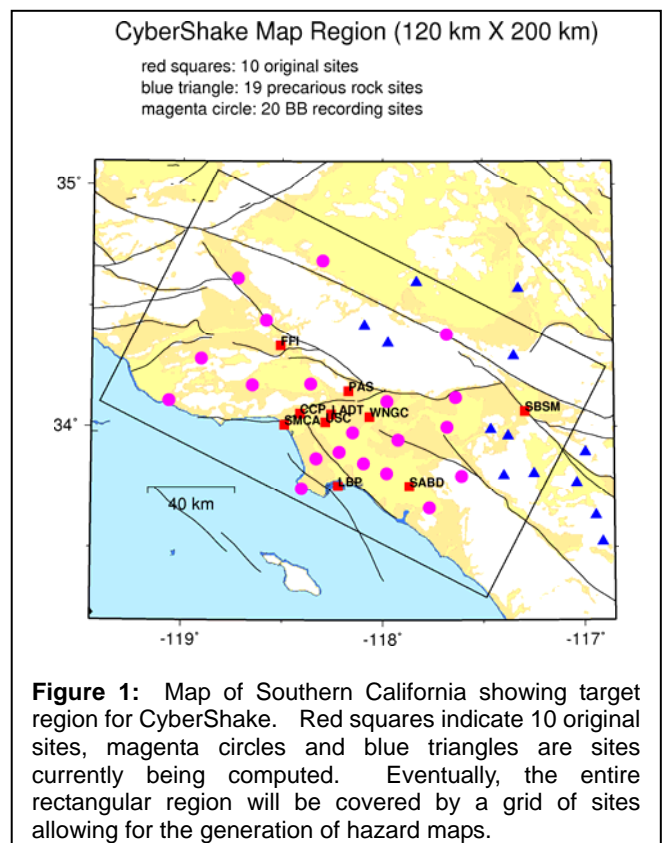 CyberShake Map Region (120 km X 200 km)
red squares: 10 original sites
blue triangle: 19 precarious rock sites
magenta circle: 20 BB recording sites
35˚
FFI
PAS
CCP LADT WNGC SBSM
34˚
SMCA USC
LBP SABD
40 km
-119˚ -118˚ -117˚
Figure 1: Map of Southern California showing target
region for CyberShake. Red squares indicate 10 original
sites, magenta circles and blue triangles are sites
currently being computed. Eventually, the entire
rectangular region will be covered by a grid of sites
allowing for the generation of hazard maps.